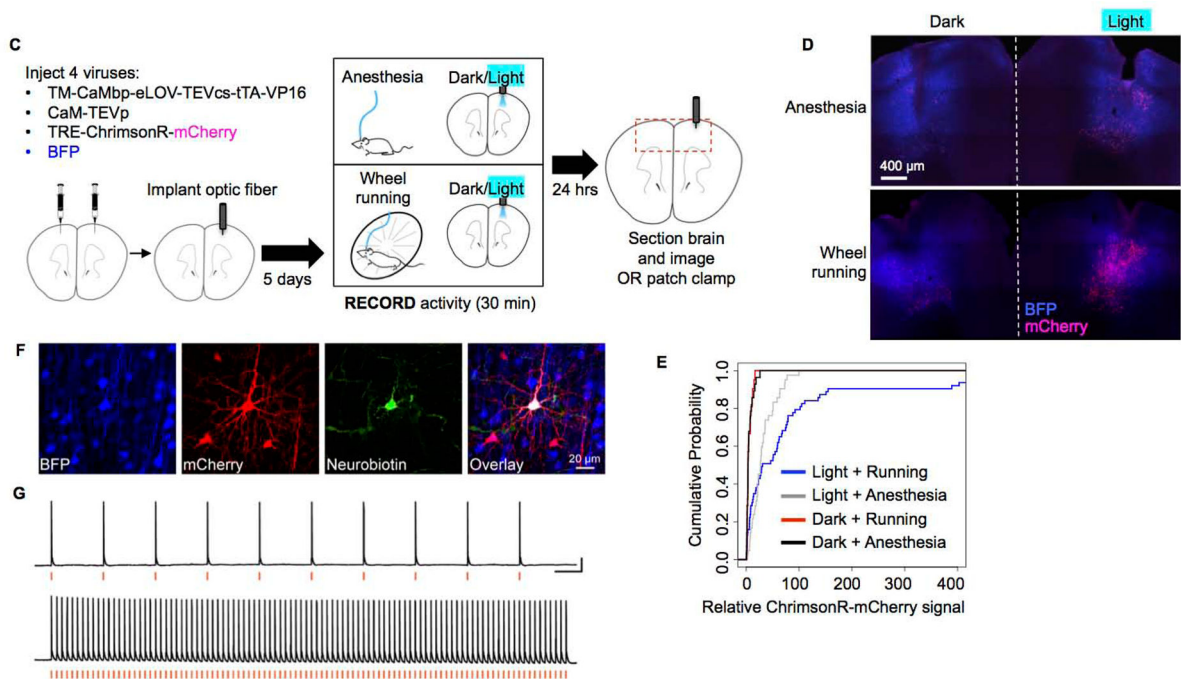 C
Inject 4 viruses:
• TM-CaMbp-eLOV-TEVcs-tTA-VP16
• CaM-TEVp
• TRE-ChrimsonR-mCherry
• BFP
Implant optic fiber
5 days
Anesthesia
Dark/Light
Wheel
running
Dark/Light
RECORD activity (30 min)
24 hrs
Section brain
and image
OR patch clamp
D
Dark
Light
Anesthesia
400 µm
Wheel
running
BFP
mCherry
F
BFP
mCherry
Neurobiotin
Overlay
20 µm
G
E
Cumulative Probability
1.0
0.8
0.6
0.4
0.2
0.0
Light + Running
Light + Anesthesia
Dark + Running
Dark + Anesthesia
0 100 200 300 400
Relative ChrimsonR-mCherry signal